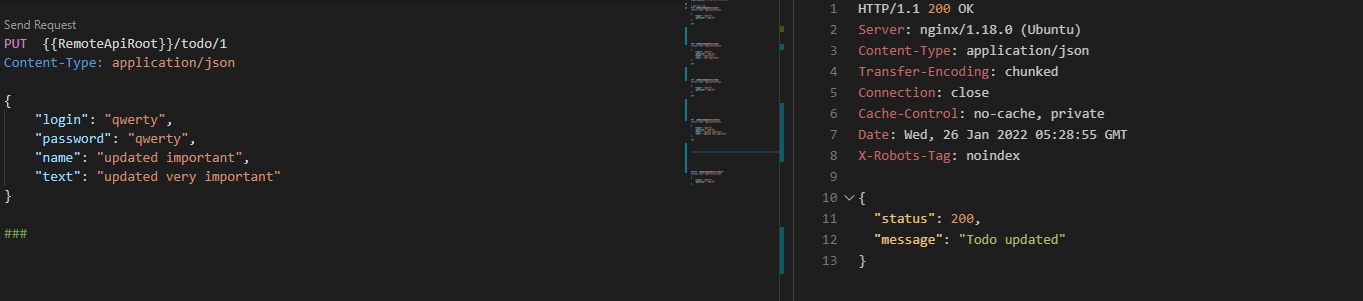 Send Request
PUT  {{RemoteApiRoot}}/todo/1
Content-Type: application/json
{
    "login": "qwerty",
    "password": "qwerty",
    "name": "updated important",
    "text": "updated very important"
}
###
1 HTTP/1.1 200 OK
2 Server: nginx/1.18.0 (Ubuntu)
3 Content-Type: application/json
4 Transfer-Encoding: chunked
5 Connection: close
6 Cache-Control: no-cache, private
7 Date: Wed, 26 Jan 2022 05:28:55 GMT
8 X-Robots-Tag: noindex
9
10 {
11   "status": 200,
12   "message": "Todo updated"
13 }